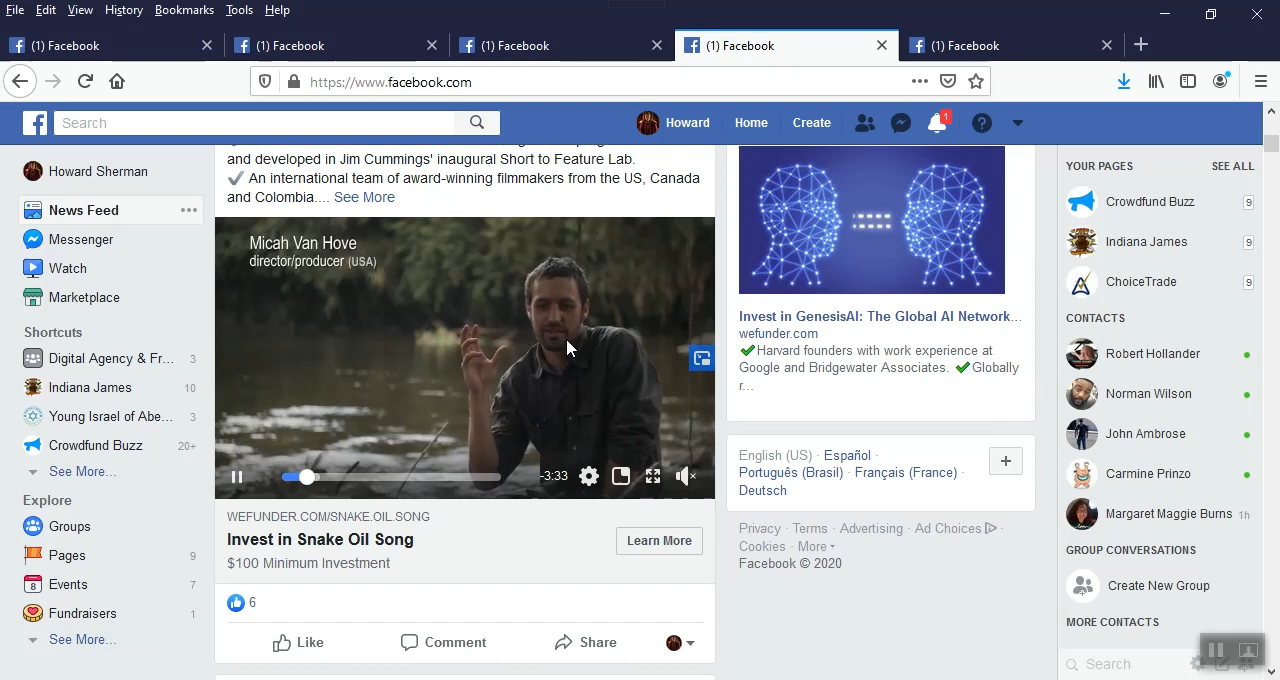 File Edit View History Bookmarks Tools Help
(1) Facebook
(1) Facebook
(1) Facebook
(1) Facebook
(1) Facebook
https://www.facebook.com
Search
Howard
Home
Create
1
Howard Sherman
News Feed
Messenger
Watch
Marketplace
Shortcuts
Digital Agency & Fr... 3
Indiana James 10
Young Israel of Abe... 3
Crowdfund Buzz 20+
See More...
Explore
Groups
Pages 9
8 Events 7
Fundraisers 1
See More...
and developed in Jim Cummings' inaugural Short to Feature Lab.
An international team of award-winning filmmakers from the US, Canada
and Colombia.... See More
Micah Van Hove
director/producer (USA)
-3:33
WEFUNDER.COM/SNAKE.OIL.SONG
Invest in Snake Oil Song
$100 Minimum Investment
Learn More
6
Like
Comment
Share
Invest in GenesisAI: The Global AI Network...
wefunder.com
✔Harvard founders with work experience at
Google and Bridgewater Associates. ✔Globally
r...
English (US) · Español ·
Português (Brasil) · Français (France) ·
Deutsch
Privacy · Terms · Advertising · Ad Choices ·
Cookies · More
Facebook © 2020
YOUR PAGES SEE ALL
Crowdfund Buzz 9
Indiana James 9
ChoiceTrade 9
CONTACTS
Robert Hollander
Norman Wilson
John Ambrose
Carmine Prinzo
Margaret Maggie Burns 1h
GROUP CONVERSATIONS
Create New Group
MORE CONTACTS
Search